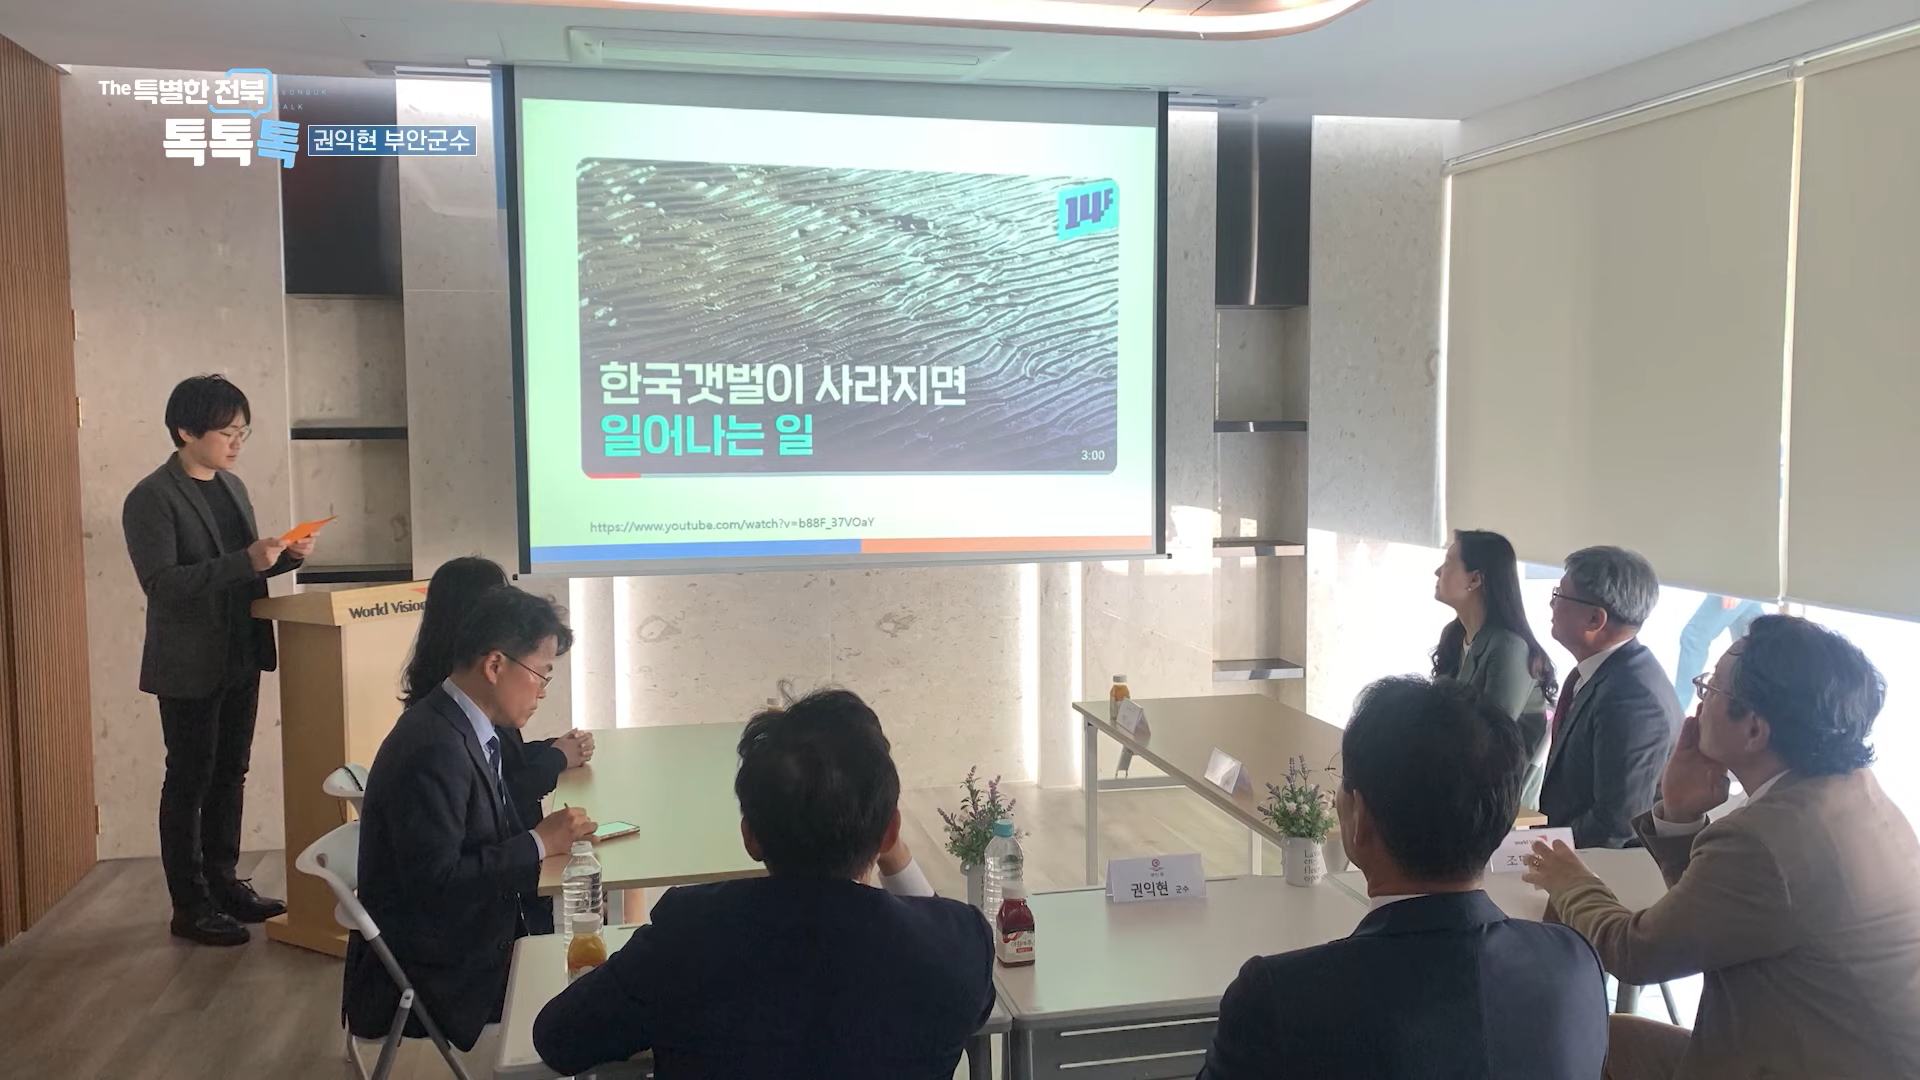 The 특별한 전북
톡톡톡
권익현 부안군수
14F
한국갯벌이 사라지면
일어나는 일
3:00
https://www.youtube.com/watch?v=b88F_37VOaY
World Vision
권익현 군수